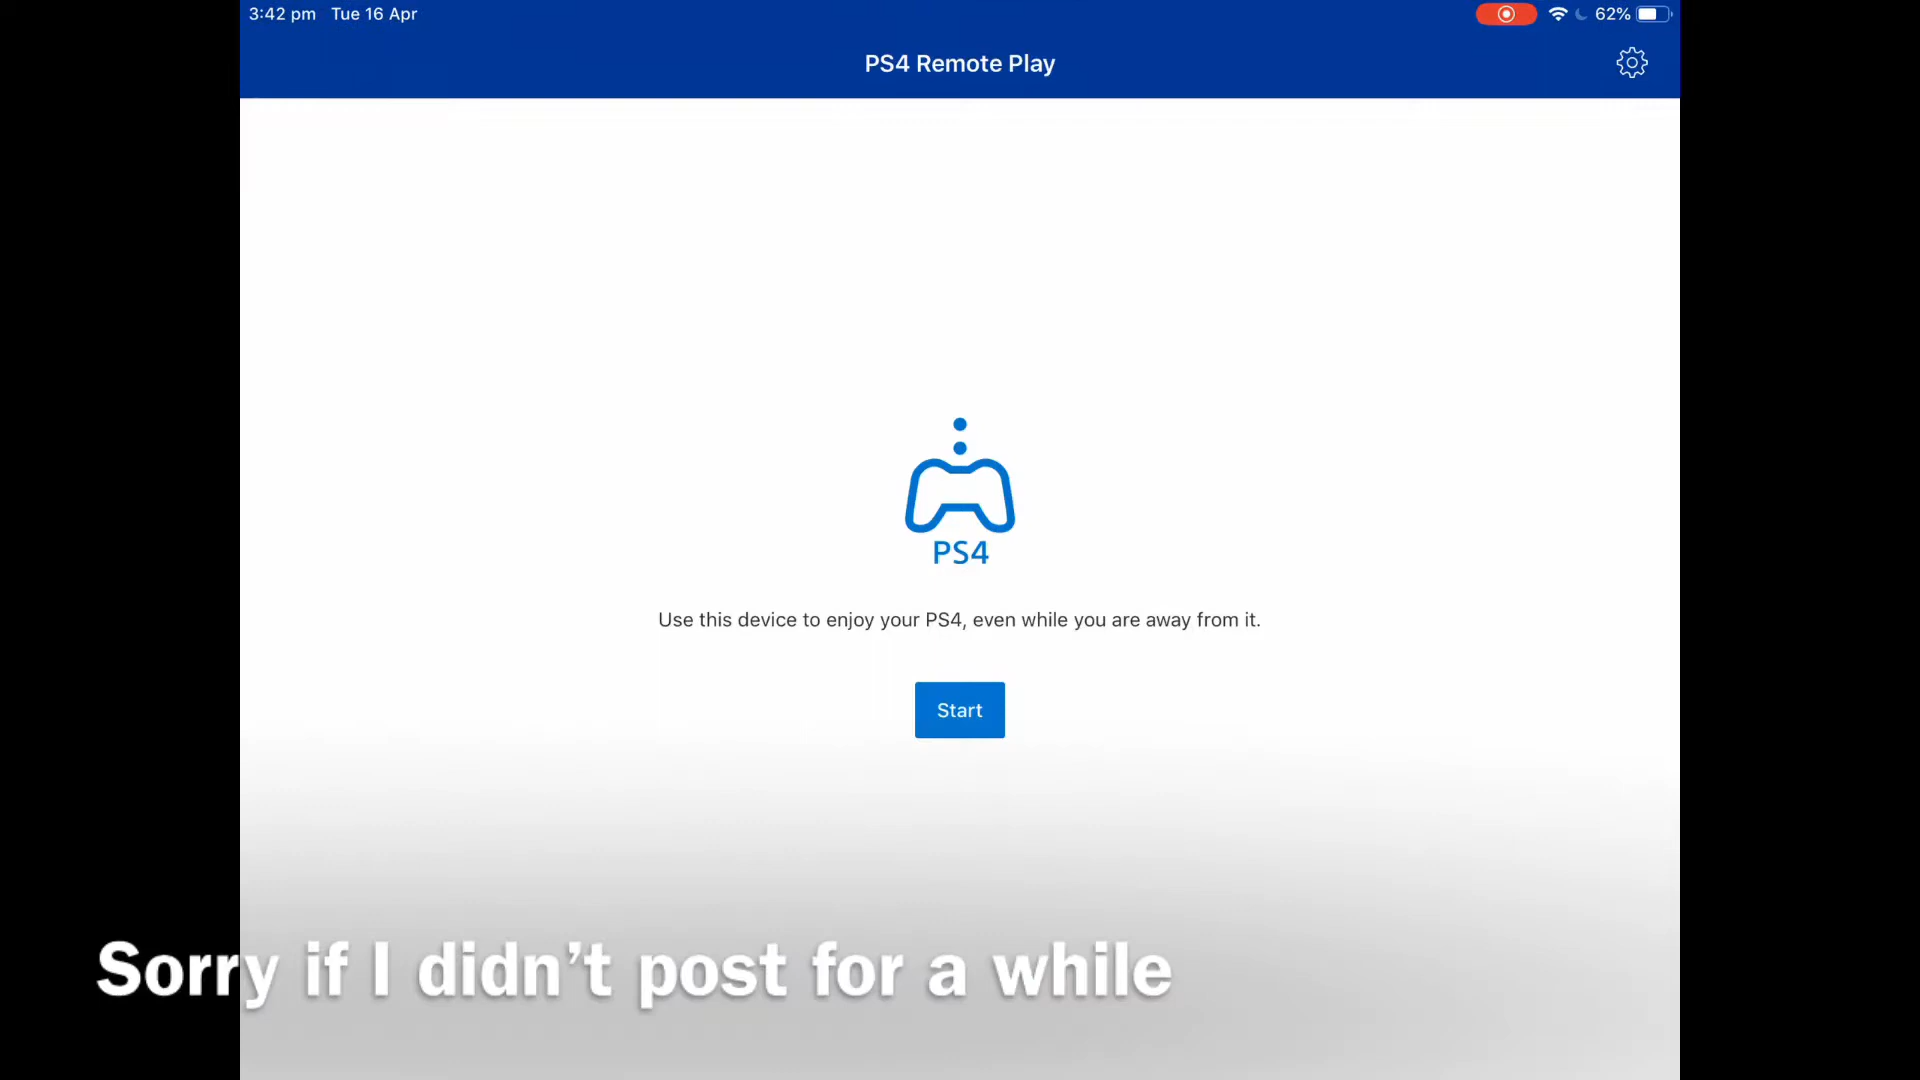 3:42 pm Tue 16 Apr 62%
PS4 Remote Play
PS4
Use this device to enjoy your PS4, even while you are away from it.
Start
Sorry if I didn’t post for a while